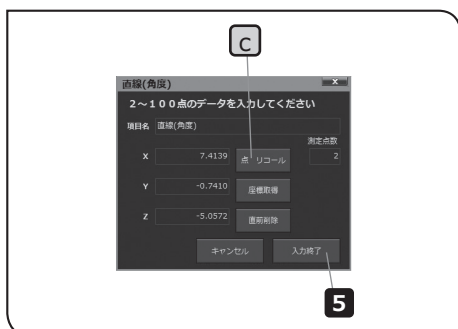 C
直線(角度)
2～100点のデータを入力してください
項目名 直線(角度)
測定点数
X 7.4139 点 リコール 2
Y -0.7410 座標取得
Z -5.0572 直前削除
キャンセル 入力終了
5